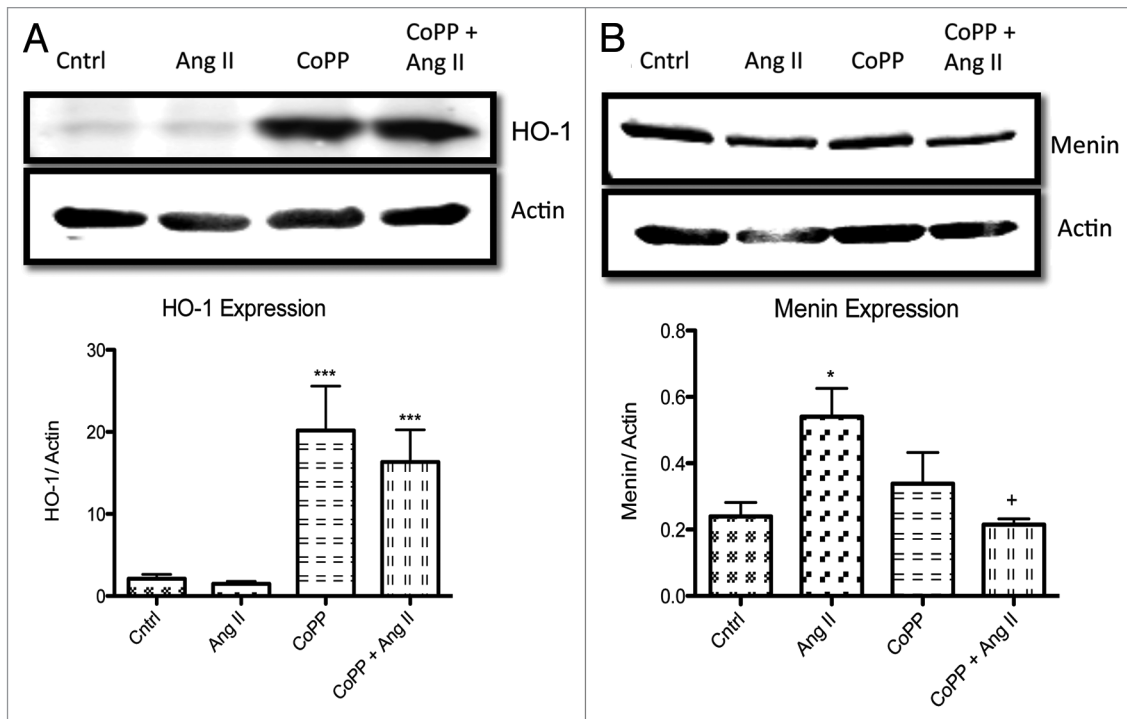 A
Cntrl Ang II CoPP CoPP + Ang II
HO-1
Actin
HO-1 Expression
HO-1/ Actin
30
20
10
0
***
***
Cntrl
Ang II
CoPP
CoPP + Ang II
B
Cntrl Ang II CoPP CoPP + Ang II
Menin
Actin
Menin Expression
Menin/ Actin
0.8
0.6
0.4
0.2
0.0
*
+
Cntrl
Ang II
CoPP
CoPP + Ang II